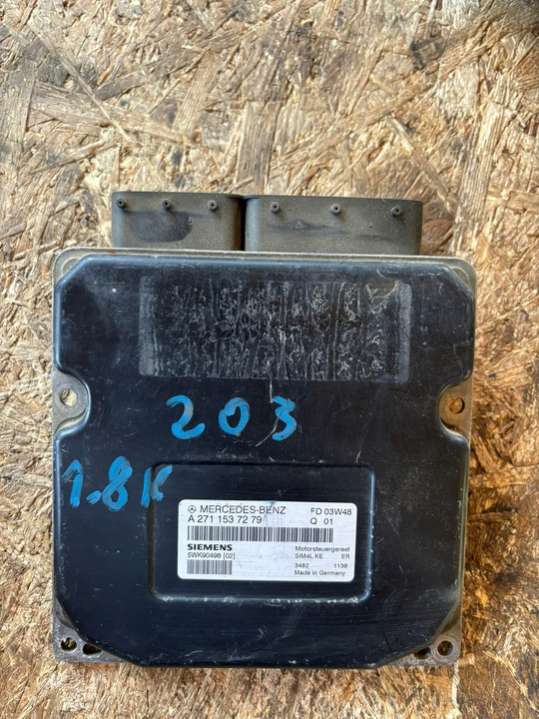 203
1.8K
MERCEDES-BENZ FD 03W48
A 271 153 72 79 Q 01
SIEMENS Motorsteuergeraet
5WK90498 [02] SIM4L KE ER
3482 1138
Made in Germany